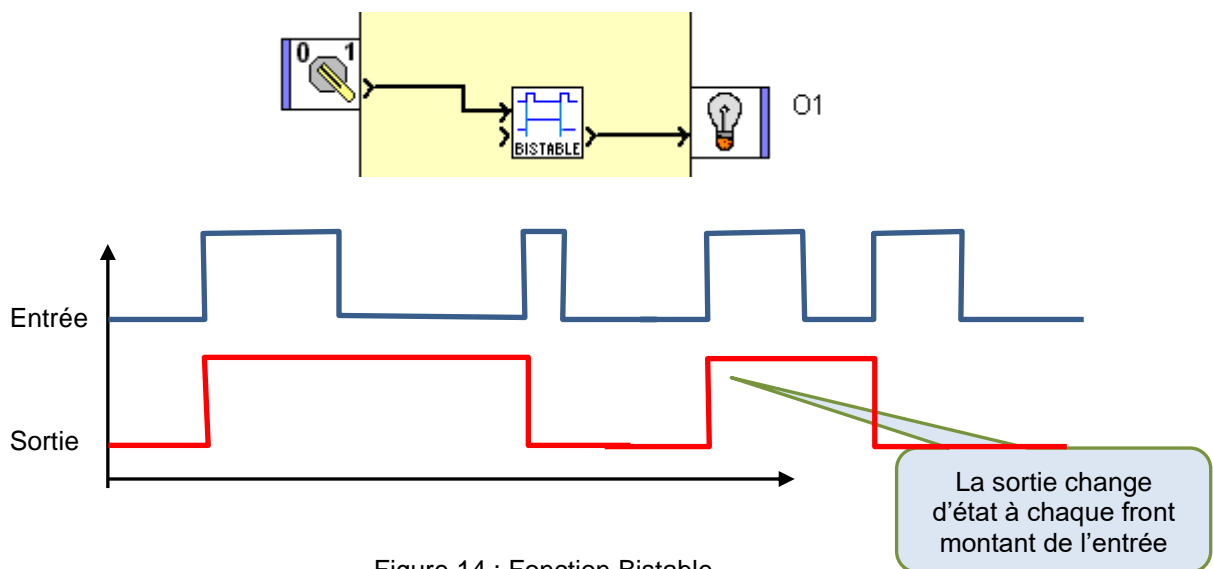 0 1
BISTABLE
O1
Entrée
Sortie
La sortie change
d'état à chaque front
montant de l'entrée
Figure 14 : Fonction Bistable